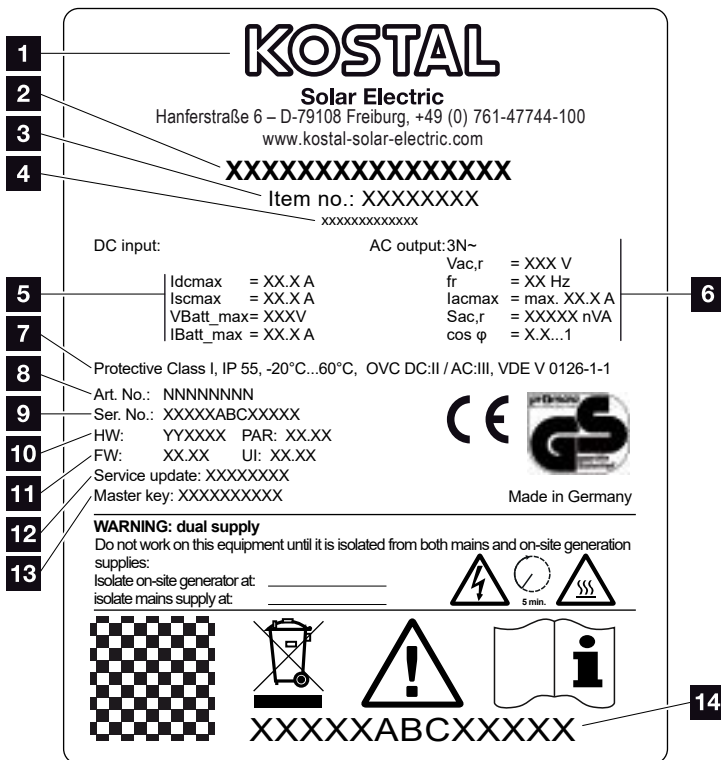 1
KOSTAL
Solar Electric
2
Hanferstraße 6 – D-79108 Freiburg, +49 (0) 761-47744-100
3
www.kostal-solar-electric.com
4
XXXXXXXXXXXXXXXX
Item no.: XXXXXXXX
xxxxxxxxxxxxx
DC input:
AC output: 3N~
5
Idcmax = XX.X A
Iscmax = XX.X A
VBatt_max= XXXV
IBatt_max = XX.X A
Vac,r = XXX V
fr = XX Hz
Iacmax = max. XX.X A
Sac,r = XXXXX nVA
cos φ = X.X...1
6
7
Protective Class I, IP 55, -20°C...60°C, OVC DC:II / AC:III, VDE V 0126-1-1
8
Art. No.: NNNNNNNN
9
Ser. No.: XXXXXABCXXXXX
10
HW: YYXXXX PAR: XX.XX
11
FW: XX.XX UI: XX.XX
12
Service update: XXXXXXXX
13
Master key: XXXXXXXXXX
CE
GS
Made in Germany
WARNING: dual supply
Do not work on this equipment until it is isolated from both mains and on-site generation
supplies:
Isolate on-site generator at:
isolate mains supply at:
5 min.
14
XXXXXABCXXXXX